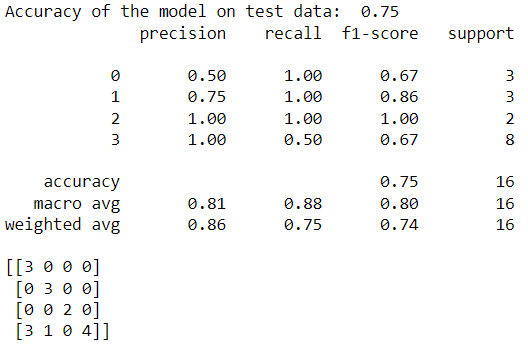 Accuracy of the model on test data:  0.75
              precision    recall  f1-score   support

           0       0.50      1.00      0.67         3
           1       0.75      1.00      0.86         3
           2       1.00      1.00      1.00         2
           3       1.00      0.50      0.67         8

    accuracy                           0.75        16
   macro avg       0.81      0.88      0.80        16
weighted avg       0.86      0.75      0.74        16

[[3 0 0 0]
 [0 3 0 0]
 [0 0 2 0]
 [3 1 0 4]]